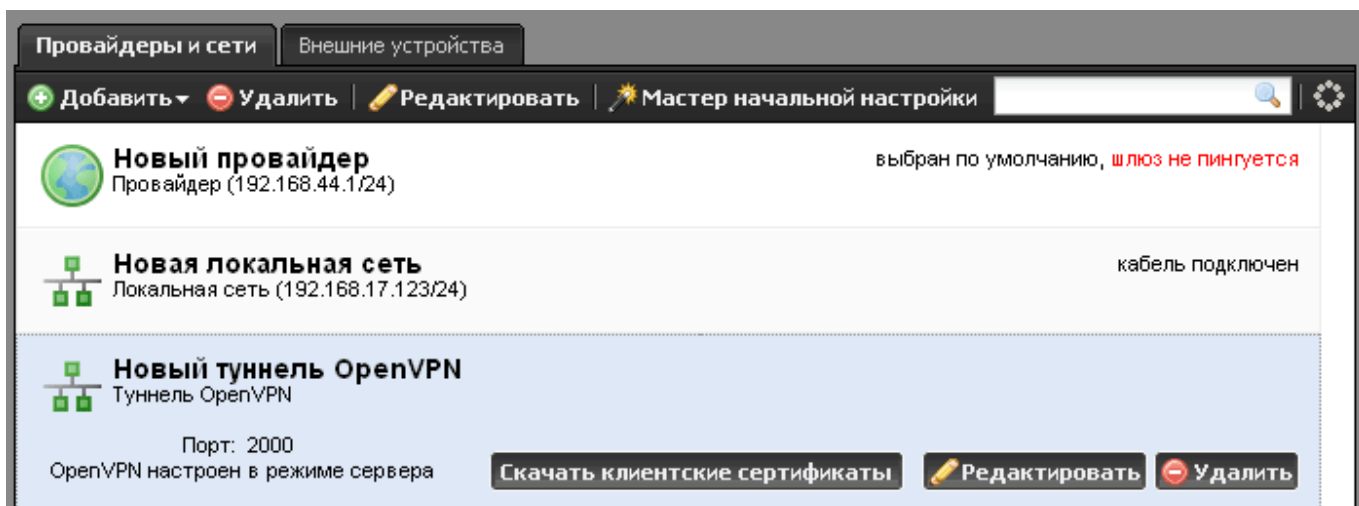 Провайдеры и сети Внешние устройства
Добавить Удалить Редактировать Мастер начальной настройки
Новый провайдер
Провайдер (192.168.44.1/24)
выбран по умолчанию, шлюз не пингуется
Новая локальная сеть
Локальная сеть (192.168.17.123/24)
кабель подключен
Новый туннель OpenVPN
Туннель OpenVPN
Порт: 2000
OpenVPN настроен в режиме сервера
Скачать клиентские сертификаты Редактировать Удалить